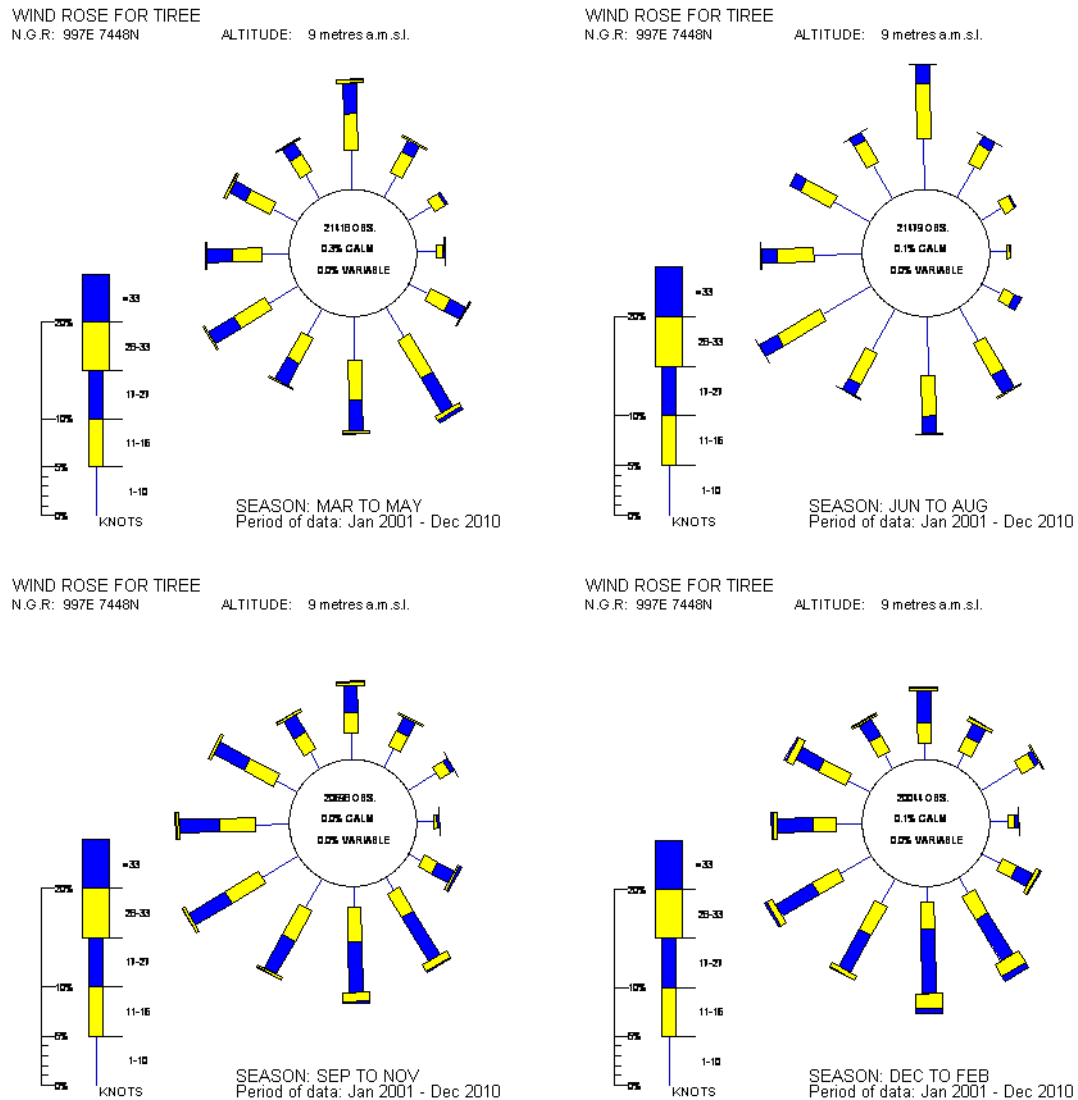 WIND ROSE FOR TIREE
N.G.R: 997E 7448N ALTITUDE: 9 metres a.m.s.l.
21416 OBS.
0.3% CALM
0.0% VARIABLE
>33
20%
28-33
17-27
10%
11-16
5%
1-10
0%
KNOTS
SEASON: MAR TO MAY
Period of data: Jan 2001 - Dec 2010
WIND ROSE FOR TIREE
N.G.R: 997E 7448N ALTITUDE: 9 metres a.m.s.l.
21479 OBS.
0.1% CALM
0.0% VARIABLE
>33
20%
28-33
17-27
10%
11-16
5%
1-10
0%
KNOTS
SEASON: JUN TO AUG
Period of data: Jan 2001 - Dec 2010
WIND ROSE FOR TIREE
N.G.R: 997E 7448N ALTITUDE: 9 metres a.m.s.l.
OBS.
0.0% CALM
0.0% VARIABLE
>33
20%
28-33
17-27
10%
11-16
5%
1-10
0%
KNOTS
SEASON: SEP TO NOV
Period of data: Jan 2001 - Dec 2010
WIND ROSE FOR TIREE
N.G.R: 997E 7448N ALTITUDE: 9 metres a.m.s.l.
OBS.
0.1% CALM
0.0% VARIABLE
>33
20%
28-33
17-27
10%
11-16
5%
1-10
0%
KNOTS
SEASON: DEC TO FEB
Period of data: Jan 2001 - Dec 2010